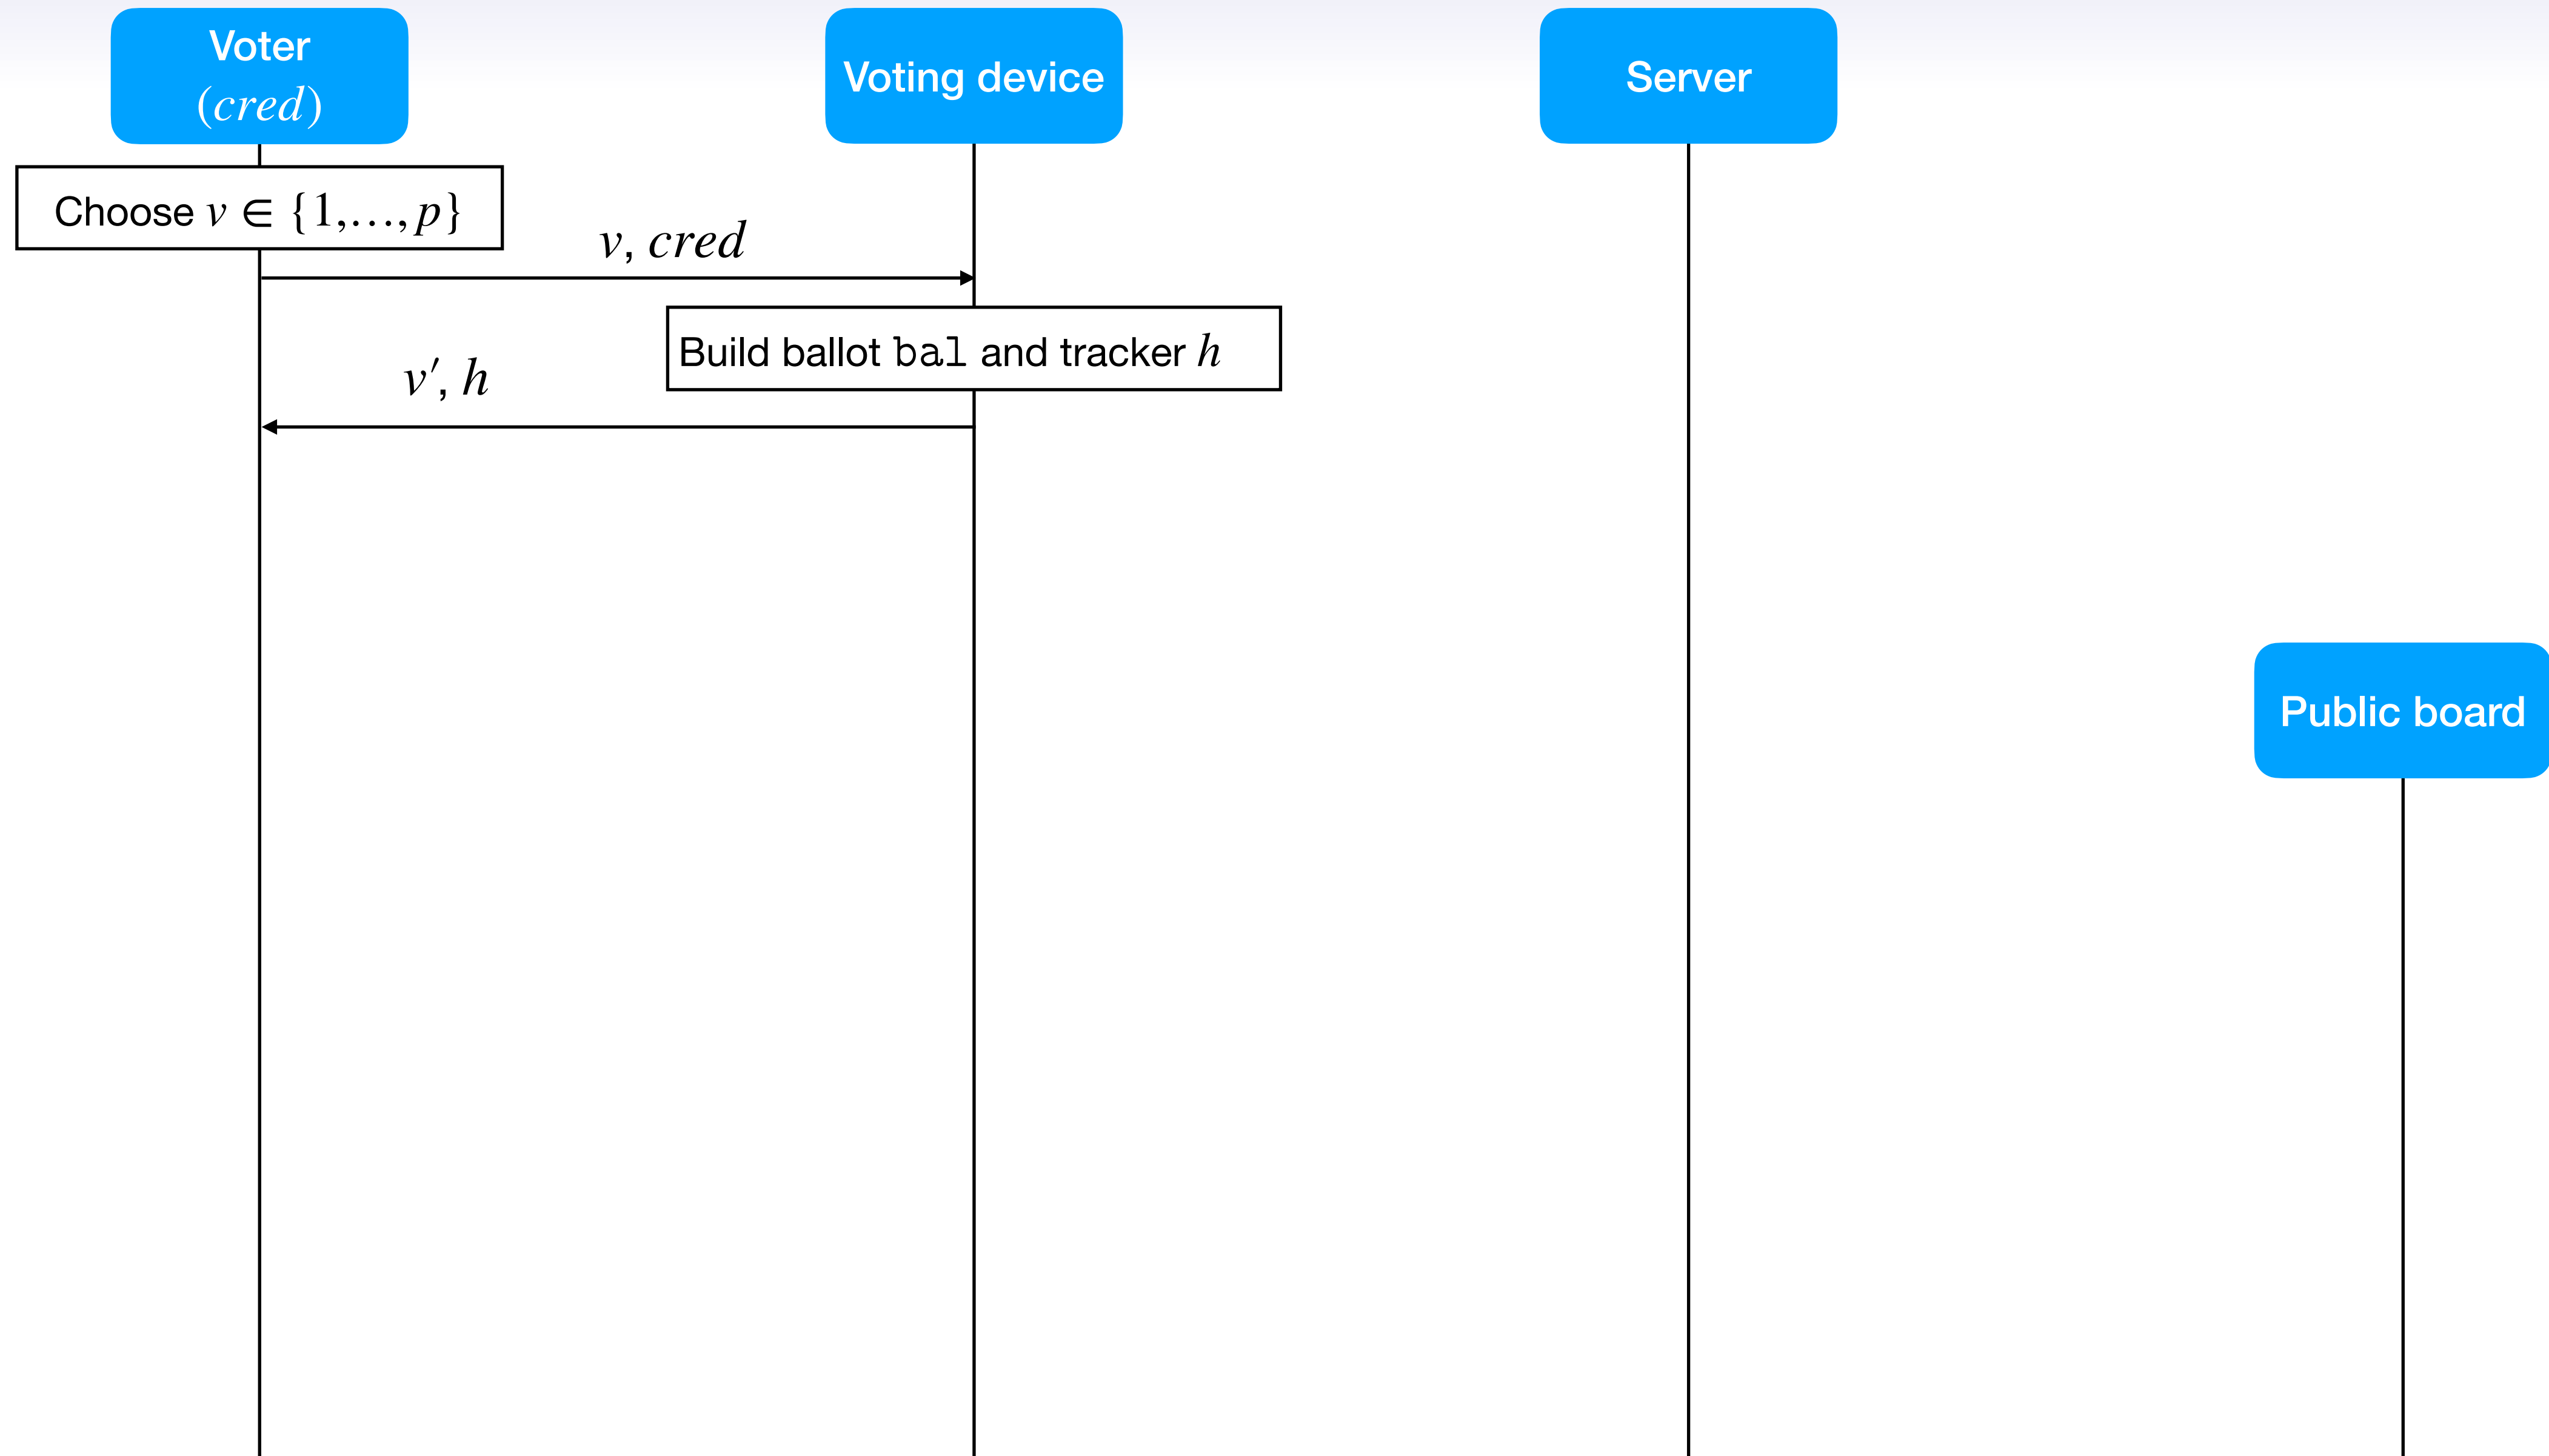 Voter
(cred)
Voting device
Server
Choose v ∈ {1,…, p}
v, cred
Build ballot bal and tracker h
v′, h
Public board